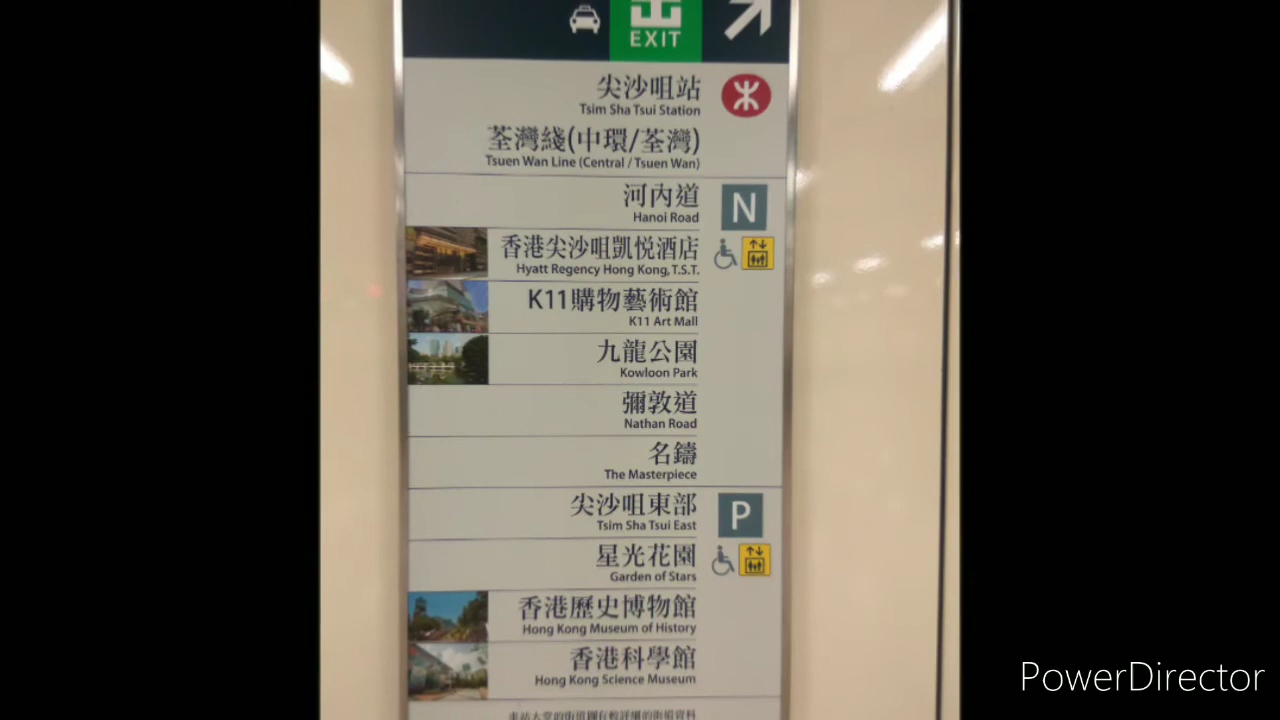 出
EXIT
尖沙咀站
Tsim Sha Tsui Station
荃灣綫(中環/荃灣)
Tsuen Wan Line (Central / Tsuen Wan)
河內道
Hanoi Road
N
香港尖沙咀凱悅酒店
Hyatt Regency Hong Kong, T.S.T.
K11購物藝術館
K11 Art Mall
九龍公園
Kowloon Park
彌敦道
Nathan Road
名鑄
The Masterpiece
尖沙咀東部
Tsim Sha Tsui East
P
星光花園
Garden of Stars
香港歷史博物館
Hong Kong Museum of History
香港科學館
Hong Kong Science Museum
PowerDirector